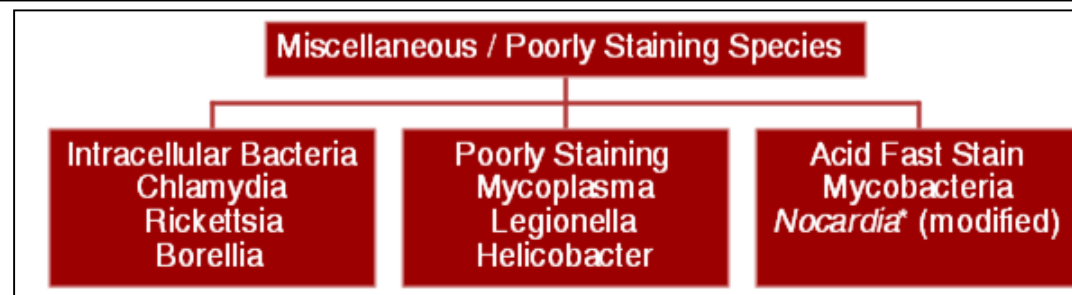 Miscellaneous / Poorly Staining Species
Intracellular Bacteria
Chlamydia
Rickettsia
Borellia
Poorly Staining
Mycoplasma
Legionella
Helicobacter
Acid Fast Stain
Mycobacteria
Nocardia* (modified)